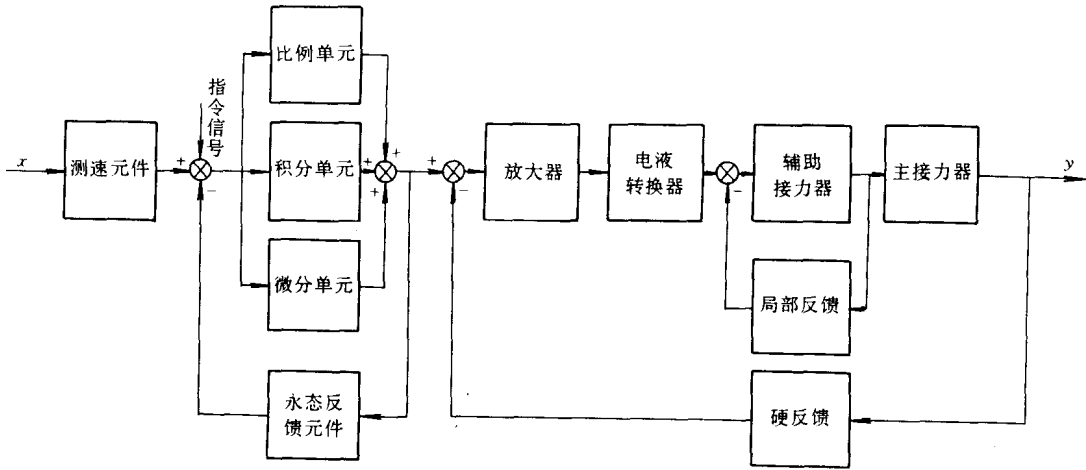 比例单元
指令信号
x
测速元件
+
−
积分单元
+
+
+
+
−
放大器
电液
转换器
−
辅助
接力器
主接力器
y
微分单元
局部反馈
永态反
馈元件
硬反馈